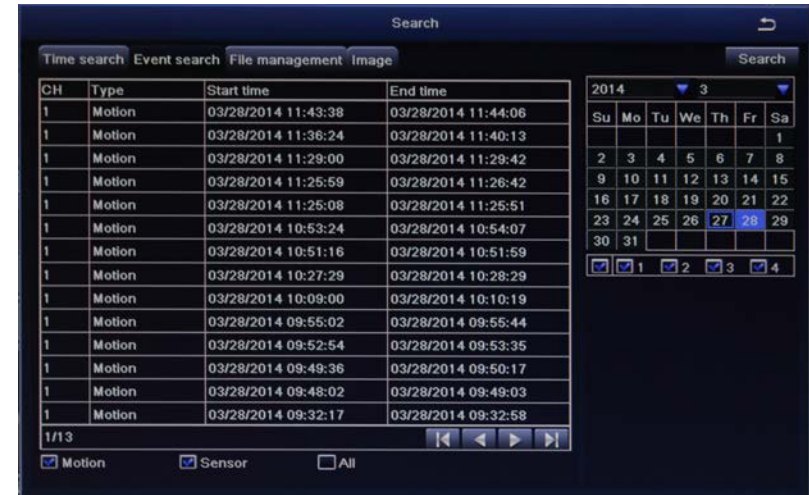 Search
Time search Event search File management Image
Search
CH Type Start time End time
1 Motion 03/28/2014 11:43:38 03/28/2014 11:44:06
1 Motion 03/28/2014 11:36:24 03/28/2014 11:40:13
1 Motion 03/28/2014 11:29:00 03/28/2014 11:29:42
1 Motion 03/28/2014 11:25:59 03/28/2014 11:26:42
1 Motion 03/28/2014 11:25:08 03/28/2014 11:25:51
1 Motion 03/28/2014 10:53:24 03/28/2014 10:54:07
1 Motion 03/28/2014 10:51:16 03/28/2014 10:51:59
1 Motion 03/28/2014 10:27:29 03/28/2014 10:28:29
1 Motion 03/28/2014 10:09:00 03/28/2014 10:10:19
1 Motion 03/28/2014 09:55:02 03/28/2014 09:55:44
1 Motion 03/28/2014 09:52:54 03/28/2014 09:53:35
1 Motion 03/28/2014 09:49:36 03/28/2014 09:50:17
1 Motion 03/28/2014 09:48:02 03/28/2014 09:49:03
1 Motion 03/28/2014 09:32:17 03/28/2014 09:32:58
1/13
Motion Sensor All
2014 3
Su Mo Tu We Th Fr Sa
1
2 3 4 5 6 7 8
9 10 11 12 13 14 15
16 17 18 19 20 21 22
23 24 25 26 27 28 29
30 31
1 2 3 4